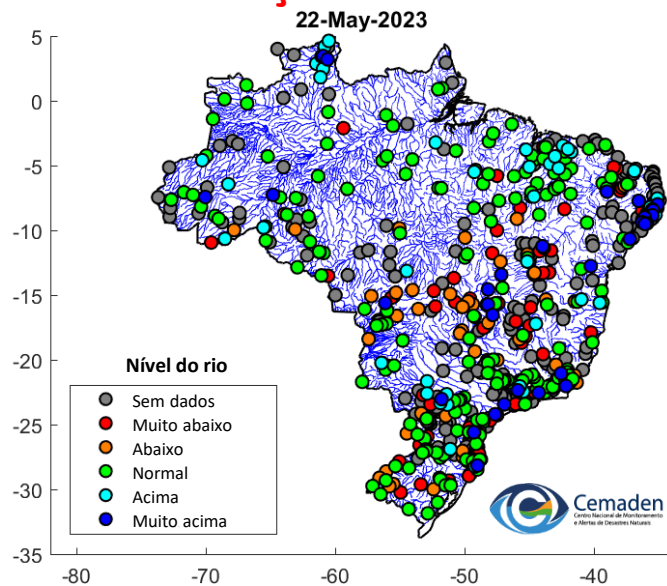 22-May-2023
5
0
-5
-10
-15
-20
-25
-30
-35
-80
-70
-60
-50
-40
Nível do rio
Sem dados
Muito abaixo
Abaixo
Normal
Acima
Muito acima
Cemaden
Centro Nacional de Monitoramento
e Alertas de Desastres Naturais